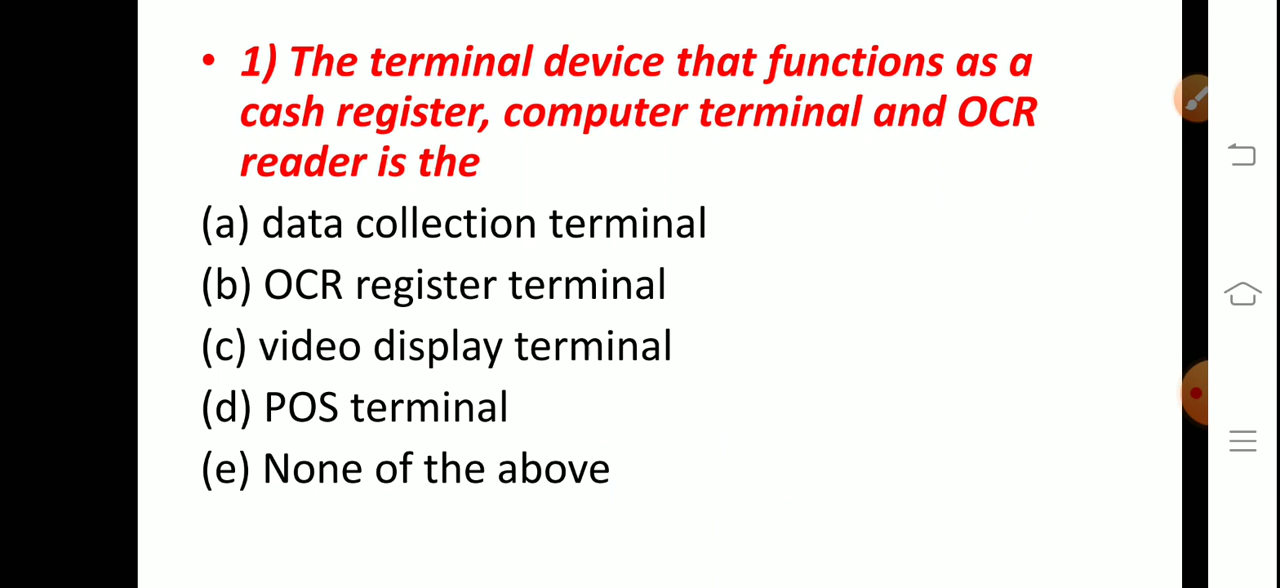 • 1) The terminal device that functions as a
cash register, computer terminal and OCR
reader is the
(a) data collection terminal
(b) OCR register terminal
(c) video display terminal
(d) POS terminal
(e) None of the above